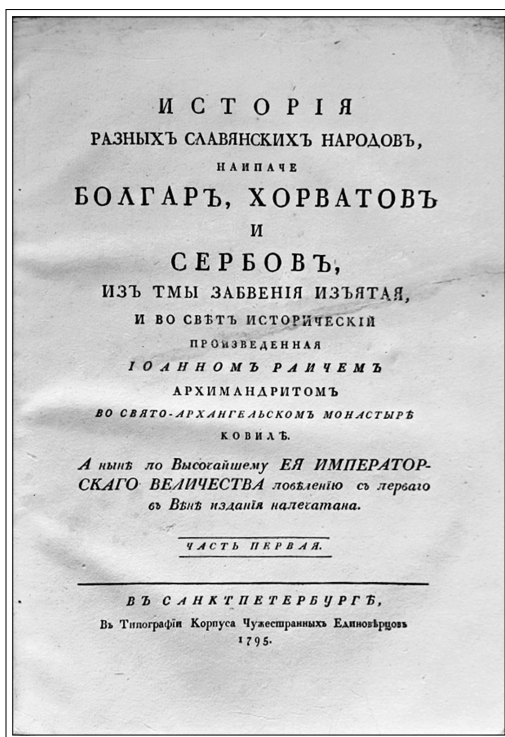 ИСТОРІЯ
РАЗНЫХЪ СЛАВЯНСКИХЪ НАРОДОВЪ,
НАИПАЧЕ
БОЛГАРЪ, ХОРВАТОВЪ
И
СЕРБОВЪ,
ИЗЪ ТМЫ ЗАБВЕНІЯ ИЗЪЯТАЯ,
И ВО СВѢТЪ ИСТОРИЧЕСКІЙ
ПРОИЗВЕДЕННАЯ
ІОАННОМЪ РАИЧЕМЪ
АРХИМАНДРИТОМЪ
ВО СВЯТО-АРХАНГЕЛЬСКОМЪ МОНАСТЫРѢ
КОВИЛѢ.
А нынѣ по Высочайшему ЕЯ ИМПЕРАТОР-
СКАГО ВЕЛИЧЕСТВА повѣленію съ перваго
въ Вѣнѣ изданія напечатана.
ЧАСТЬ ПЕРВАЯ.
ВЪ САНКТПЕТЕРБУРГѢ,
Въ Типографіи Корпуса Чужестранныхъ Единовѣрцовъ
1795.